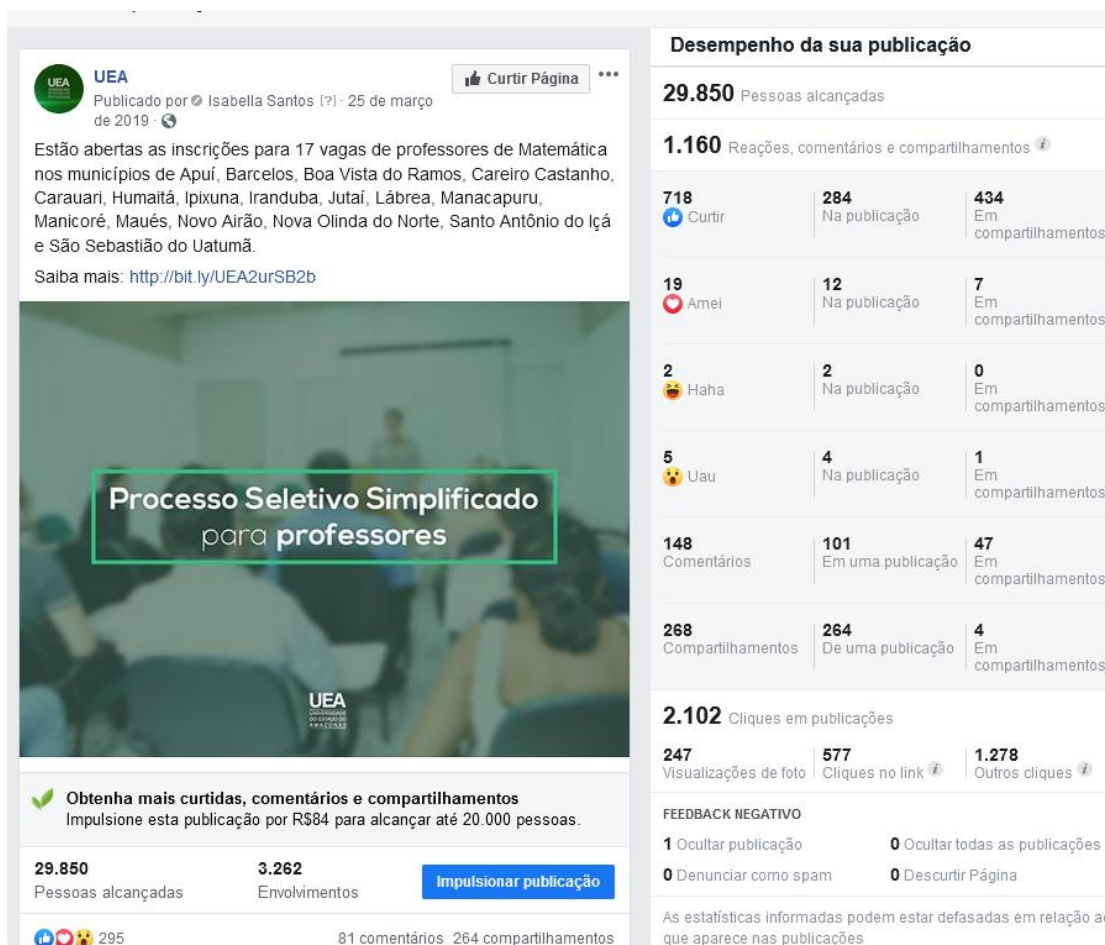 UEA
Curtir Página
Publicado por Isabella Santos [?] · 25 de março
de 2019 ·
Estão abertas as inscrições para 17 vagas de professores de Matemática
nos municípios de Apuí, Barcelos, Boa Vista do Ramos, Careiro Castanho,
Carauari, Humaitá, Ipixuna, Iranduba, Jutaí, Lábrea, Manacapuru,
Manicoré, Maués, Novo Airão, Nova Olinda do Norte, Santo Antônio do Içá
e São Sebastião do Uatumã.
Saiba mais: http://bit.ly/UEA2urSB2b
Processo Seletivo Simplificado
para professores
UEA
UNIVERSIDADE
DO ESTADO DO
AMAZONAS
Obtenha mais curtidas, comentários e compartilhamentos
Impulsione esta publicação por R$84 para alcançar até 20.000 pessoas.
29.850 3.262
Pessoas alcançadas Envolvimentos
Impulsionar publicação
295 81 comentários 264 compartilhamentos
Desempenho da sua publicação
29.850 Pessoas alcançadas
1.160 Reações, comentários e compartilhamentos
718 284 434
Curtir Na publicação Em
compartilhamentos
19 12 7
Amei Na publicação Em
compartilhamentos
2 2 0
Haha Na publicação Em
compartilhamentos
5 4 1
Uau Na publicação Em
compartilhamentos
148 101 47
Comentários Em uma publicação Em
compartilhamentos
268 264 4
Compartilhamentos De uma publicação Em
compartilhamentos
2.102 Cliques em publicações
247 577 1.278
Visualizações de foto Cliques no link Outros cliques
FEEDBACK NEGATIVO
1 Ocultar publicação 0 Ocultar todas as publicações
0 Denunciar como spam 0 Descurtir Página
As estatísticas informadas podem estar defasadas em relação
que aparece nas publicações